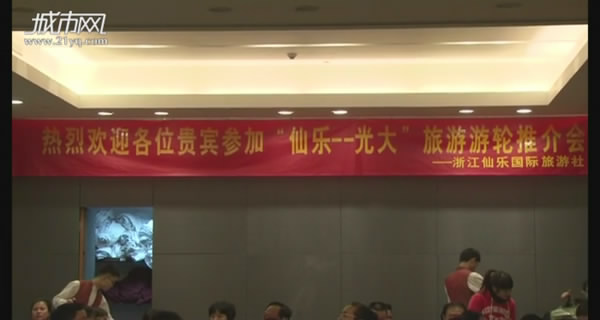 城市网
www.21yq.com
热烈欢迎各位贵宾参加“仙乐--光大”旅游游轮推介会
——浙江仙乐国际旅游社